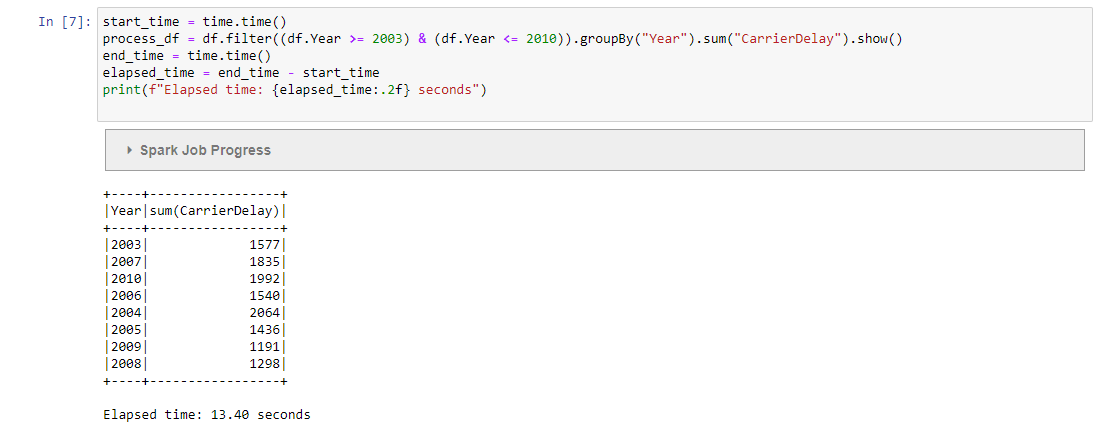 In [7]: start_time = time.time()
process_df = df.filter((df.Year >= 2003) & (df.Year <= 2010)).groupBy("Year").sum("CarrierDelay").show()
end_time = time.time()
elapsed_time = end_time - start_time
print(f"Elapsed time: {elapsed_time:.2f} seconds")
Spark Job Progress
+----+-----------------+
|Year|sum(CarrierDelay)|
+----+-----------------+
|2003|             1577|
|2007|             1835|
|2010|             1992|
|2006|             1540|
|2004|             2064|
|2005|             1436|
|2009|             1191|
|2008|             1298|
+----+-----------------+
Elapsed time: 13.40 seconds